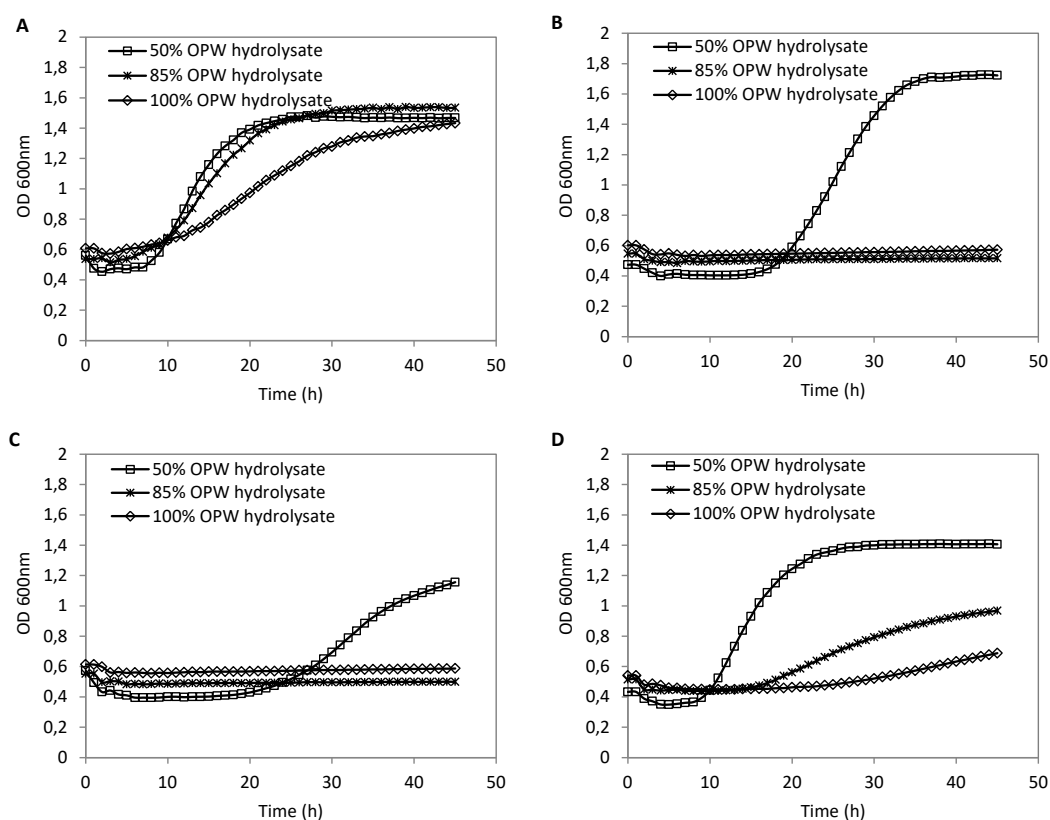 A
50% OPW hydrolysate
85% OPW hydrolysate
100% OPW hydrolysate
2
1,8
1,6
1,4
1,2
1
0,8
0,6
0,4
0,2
0
OD 600nm
0 10 20 30 40 50
Time (h)
B
50% OPW hydrolysate
85% OPW hydrolysate
100% OPW hydrolysate
2
1,8
1,6
1,4
1,2
1
0,8
0,6
0,4
0,2
0
OD 600nm
0 10 20 30 40 50
Time (h)
C
50% OPW hydrolysate
85% OPW hydrolysate
100% OPW hydrolysate
2
1,8
1,6
1,4
1,2
1
0,8
0,6
0,4
0,2
0
OD 600nm
0 10 20 30 40 50
Time (h)
D
50% OPW hydrolysate
85% OPW hydrolysate
100% OPW hydrolysate
2
1,8
1,6
1,4
1,2
1
0,8
0,6
0,4
0,2
0
OD 600nm
0 10 20 30 40 50
Time (h)